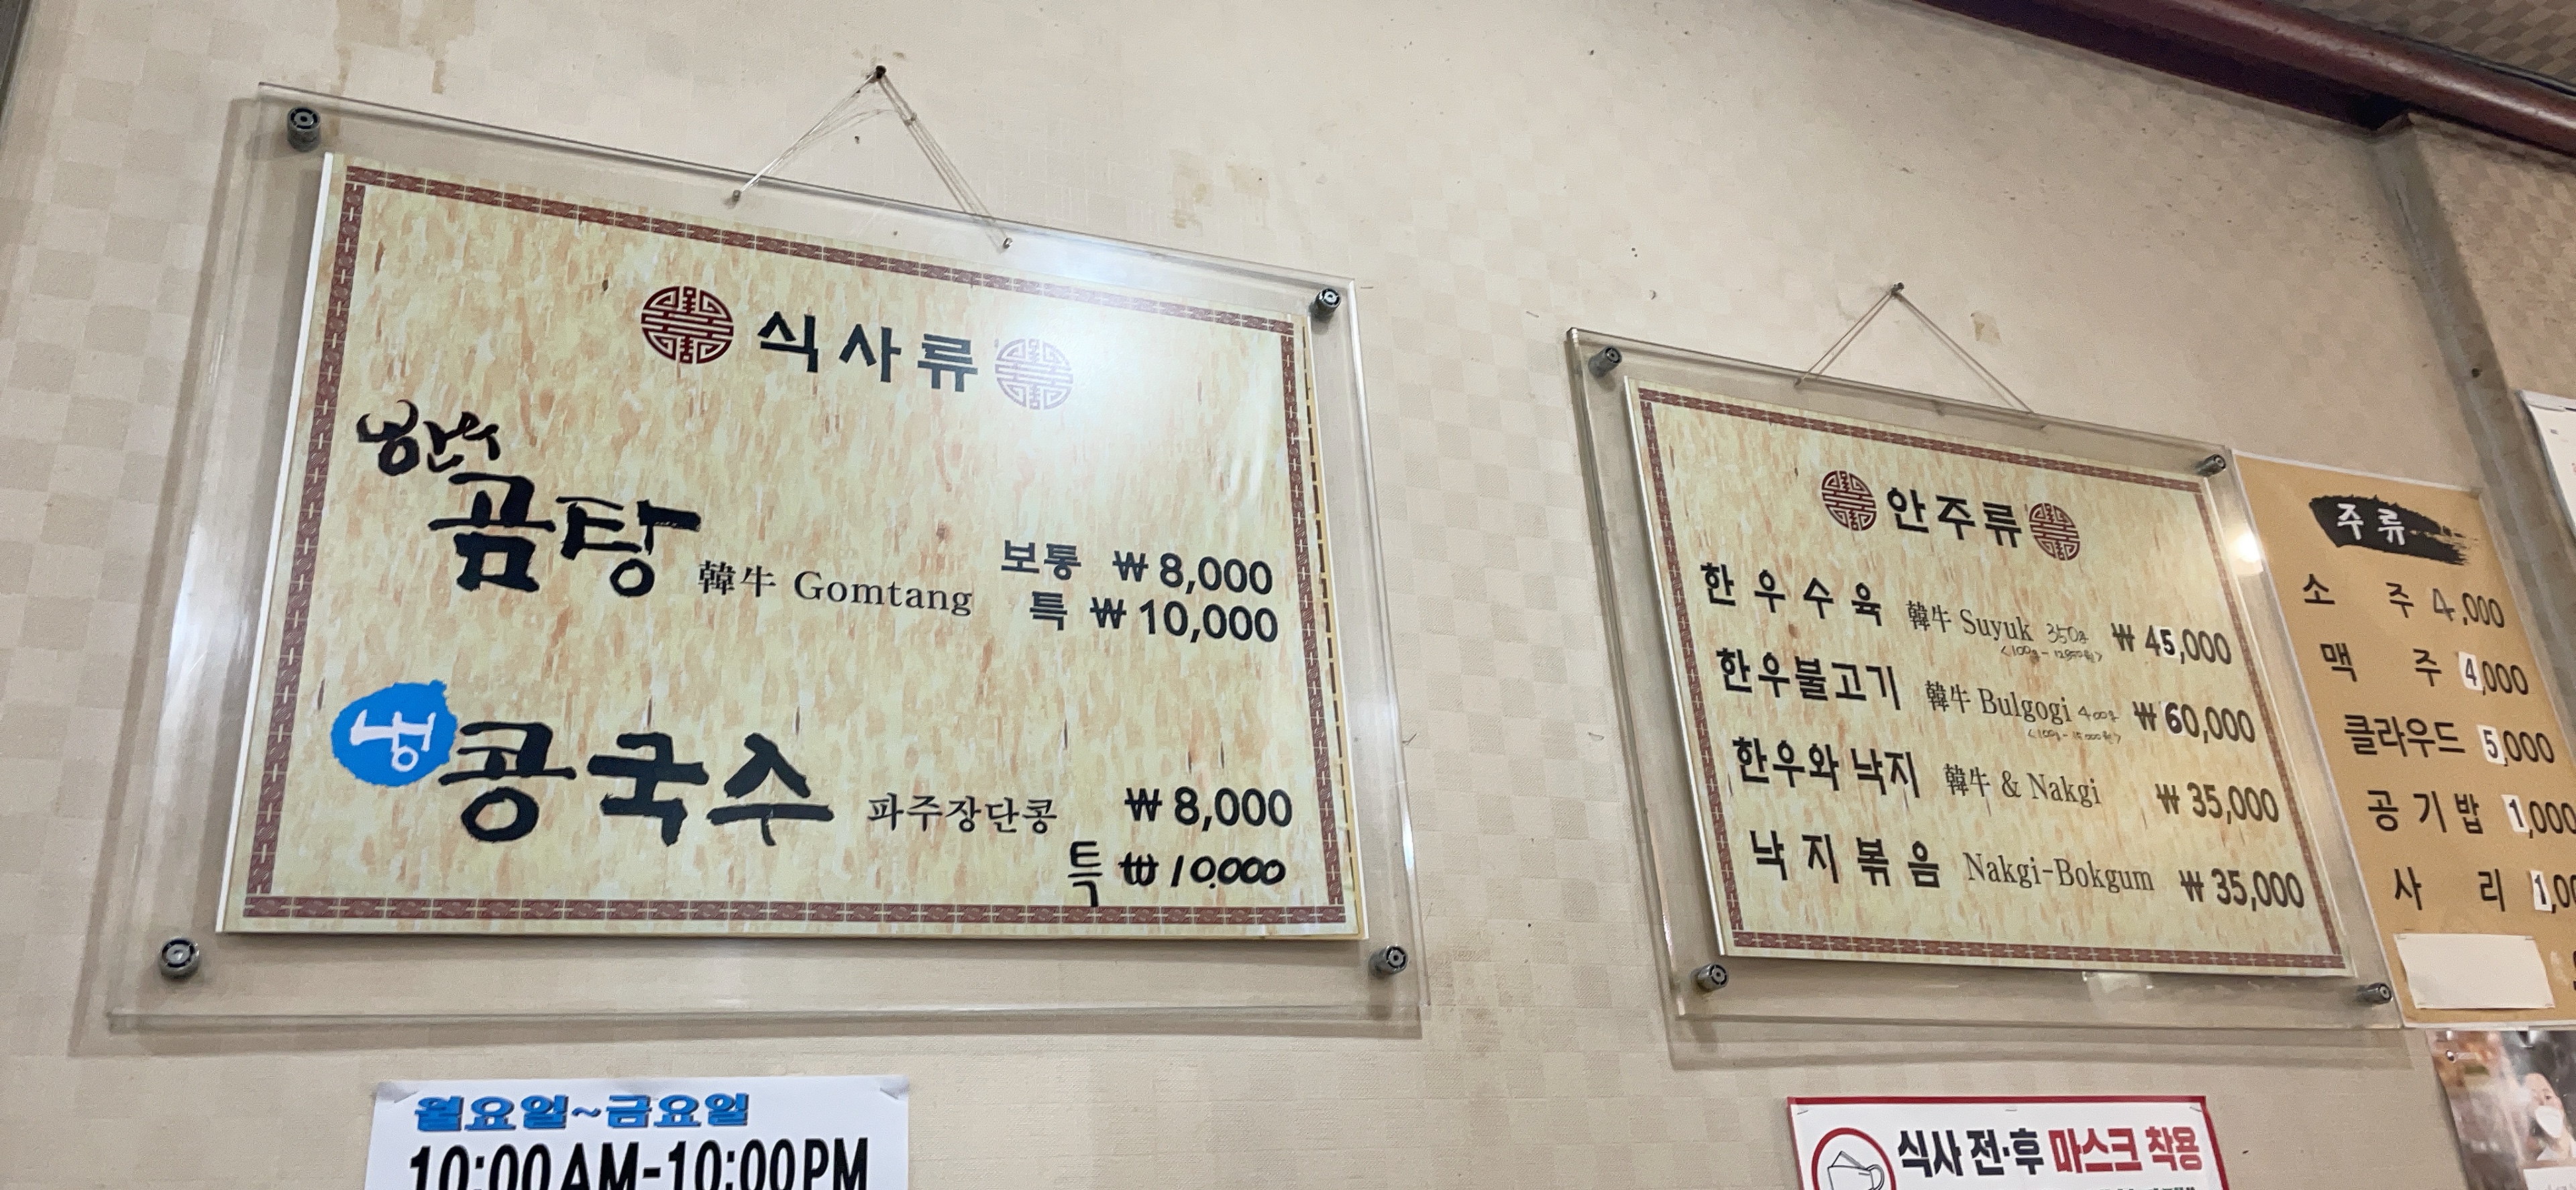 식사류
한우
곰탕 韓牛 Gomtang 보통 ₩ 8,000
특 ₩ 10,000
냉 콩국수 파주장단콩 ₩ 8,000
특 ₩ 10,000
안주류
한우수육 韓牛 Suyuk 350g ₩ 45,000
한우불고기 韓牛 Bulgogi 400g ₩ 60,000
한우와 낙지 韓牛 & Nakgi ₩ 35,000
낙지볶음 Nakgi-Bokgum ₩ 35,000
주류
소주 4,000
맥주 4,000
클라우드 5,000
공기밥 1,000
사리
월요일~금요일
10:00AM-10:00PM
식사 전·후 마스크 착용